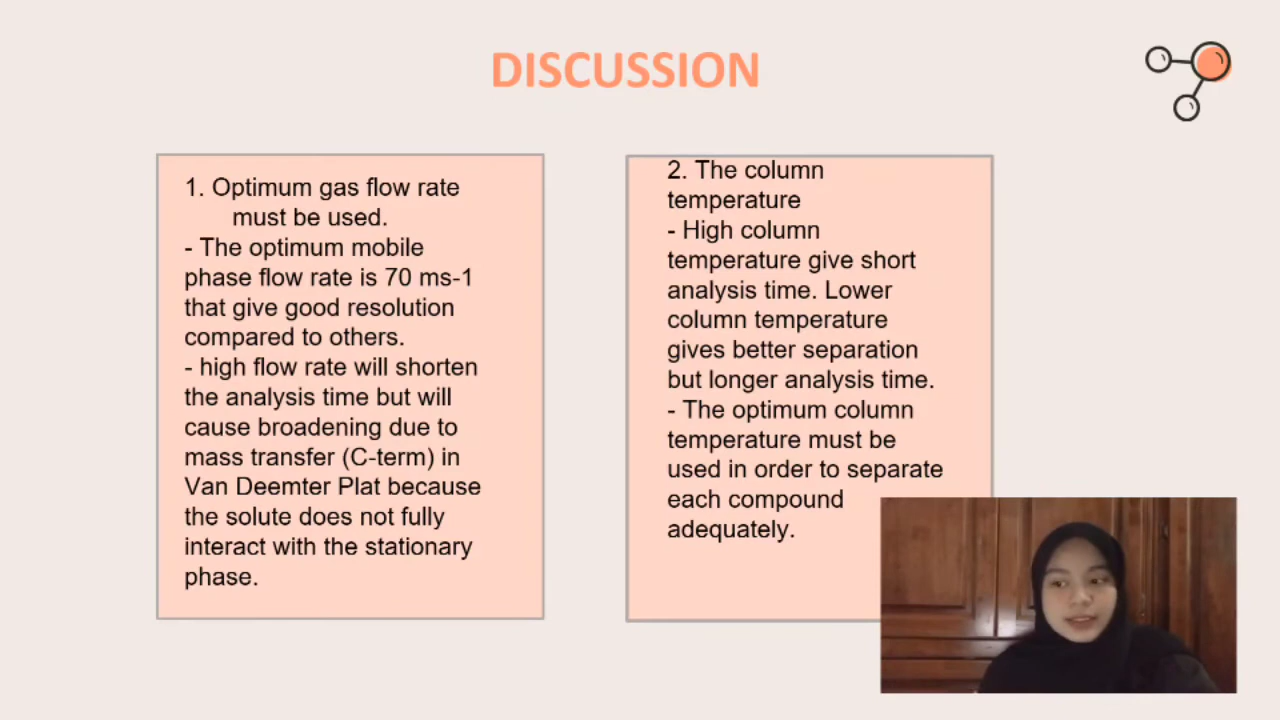 DISCUSSION
1. Optimum gas flow rate
must be used.
- The optimum mobile
phase flow rate is 70 ms-1
that give good resolution
compared to others.
- high flow rate will shorten
the analysis time but will
cause broadening due to
mass transfer (C-term) in
Van Deemter Plat because
the solute does not fully
interact with the stationary
phase.
2. The column
temperature
- High column
temperature give short
analysis time. Lower
column temperature
gives better separation
but longer analysis time.
- The optimum column
temperature must be
used in order to separate
each compound
adequately.